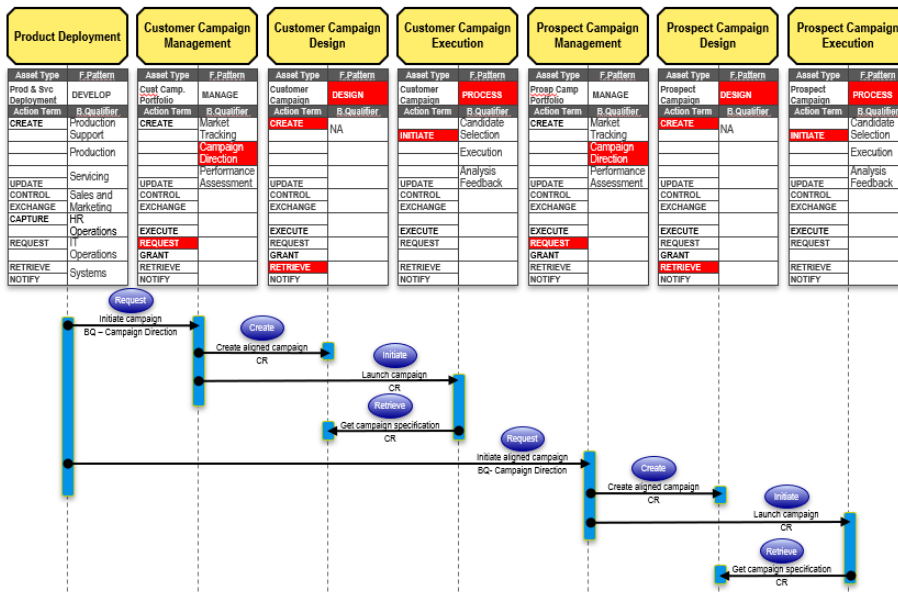 Product Deployment
Customer Campaign
Management
Customer Campaign
Design
Customer Campaign
Execution
Prospect Campaign
Management
Prospect Campaign
Design
Prospect Campaign
Execution
Asset Type F.Pattern
Prod & Svc
Deployment DEVELOP
Action Term B.Qualifier
CREATE Production
Support
Production
Servicing
UPDATE
CONTROL Sales and
EXCHANGE Marketing
CAPTURE HR
Operations
REQUEST IT
Operations
RETRIEVE Systems
NOTIFY
Asset Type F.Pattern
Cust Camp.
Portfolio MANAGE
Action Term B.Qualifier
CREATE Market
Tracking
Campaign
Direction
Performance
UPDATE Assessment
CONTROL
EXCHANGE
EXECUTE
REQUEST
GRANT
RETRIEVE
NOTIFY
Asset Type F.Pattern
Customer
Campaign DESIGN
Action Term B.Qualifier
CREATE NA
UPDATE
CONTROL
EXCHANGE
EXECUTE
REQUEST
GRANT
RETRIEVE
NOTIFY
Asset Type F.Pattern
Customer
Campaign PROCESS
Action Term B.Qualifier
Candidate
INITIATE Selection
Execution
Analysis
UPDATE Feedback
CONTROL
EXCHANGE
EXECUTE
REQUEST
RETRIEVE
NOTIFY
Asset Type F.Pattern
Prosp Camp
Portfolio MANAGE
Action Term B.Qualifier
CREATE Market
Tracking
Campaign
Direction
Performance
UPDATE Assessment
CONTROL
EXCHANGE
EXECUTE
REQUEST
GRANT
RETRIEVE
NOTIFY
Asset Type F.Pattern
Prospect
Campaign DESIGN
Action Term B.Qualifier
CREATE NA
UPDATE
CONTROL
EXCHANGE
EXECUTE
REQUEST
GRANT
RETRIEVE
NOTIFY
Asset Type F.Pattern
Prospect
Campaign PROCESS
Action Term B.Qualifier
Candidate
INITIATE Selection
Execution
Analysis
UPDATE Feedback
CONTROL
EXCHANGE
EXECUTE
REQUEST
RETRIEVE
NOTIFY
Request
Initiate campaign
BQ – Campaign Direction
Create
Create aligned campaign
CR
Initiate
Launch campaign
CR
Retrieve
Get campaign specification
CR
Request
Initiate aligned campaign
BQ- Campaign Direction
Create
Create aligned campaign
CR
Initiate
Launch campaign
CR
Retrieve
Get campaign specification
CR